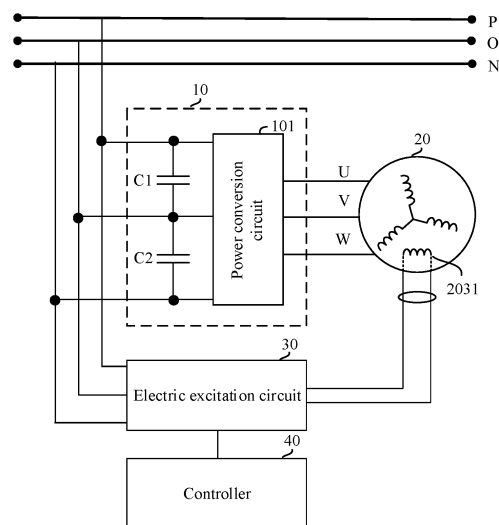 P
O
N
10
101
20
C1
C2
Power conversion
circuit
U
V
W
2031
30
Electric excitation circuit
40
Controller